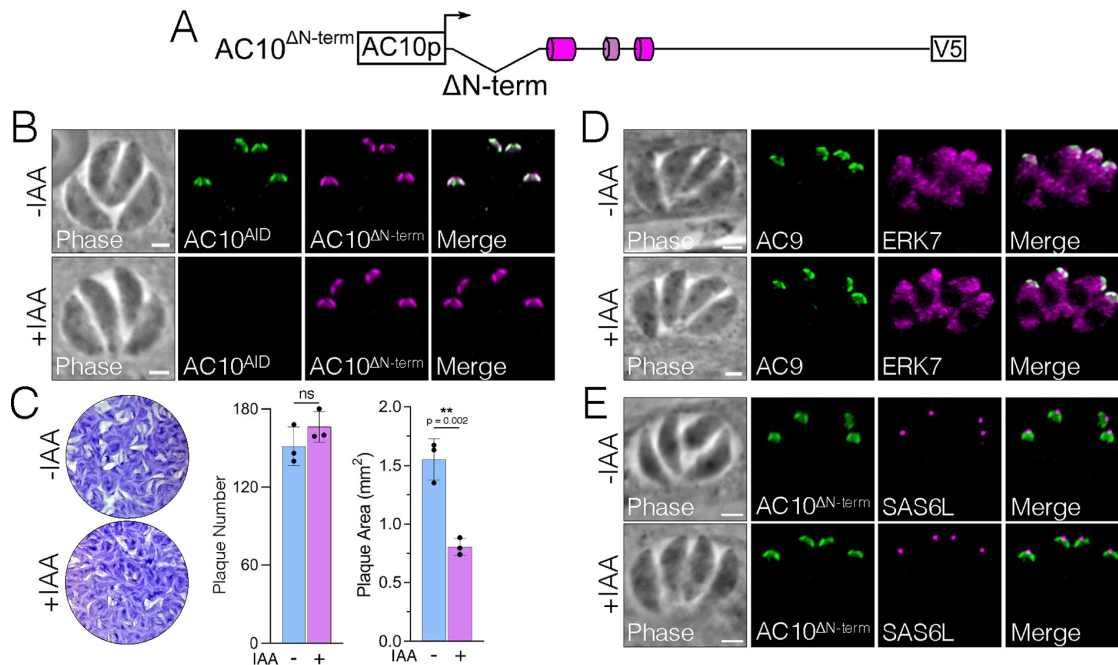 A
AC10ΔN-term
AC10p
ΔN-term
V5
B
-IAA
Phase
AC10AID
AC10ΔN-term
Merge
+IAA
Phase
AC10AID
AC10ΔN-term
Merge
C
-IAA
+IAA
Plaque Number
180
120
60
0
ns
IAA - +
Plaque Area (mm²)
2.0
1.5
1.0
0.5
0.0
**
p = 0.002
IAA - +
D
-IAA
Phase
AC9
ERK7
Merge
+IAA
Phase
AC9
ERK7
Merge
E
-IAA
Phase
AC10ΔN-term
SAS6L
Merge
+IAA
Phase
AC10ΔN-term
SAS6L
Merge